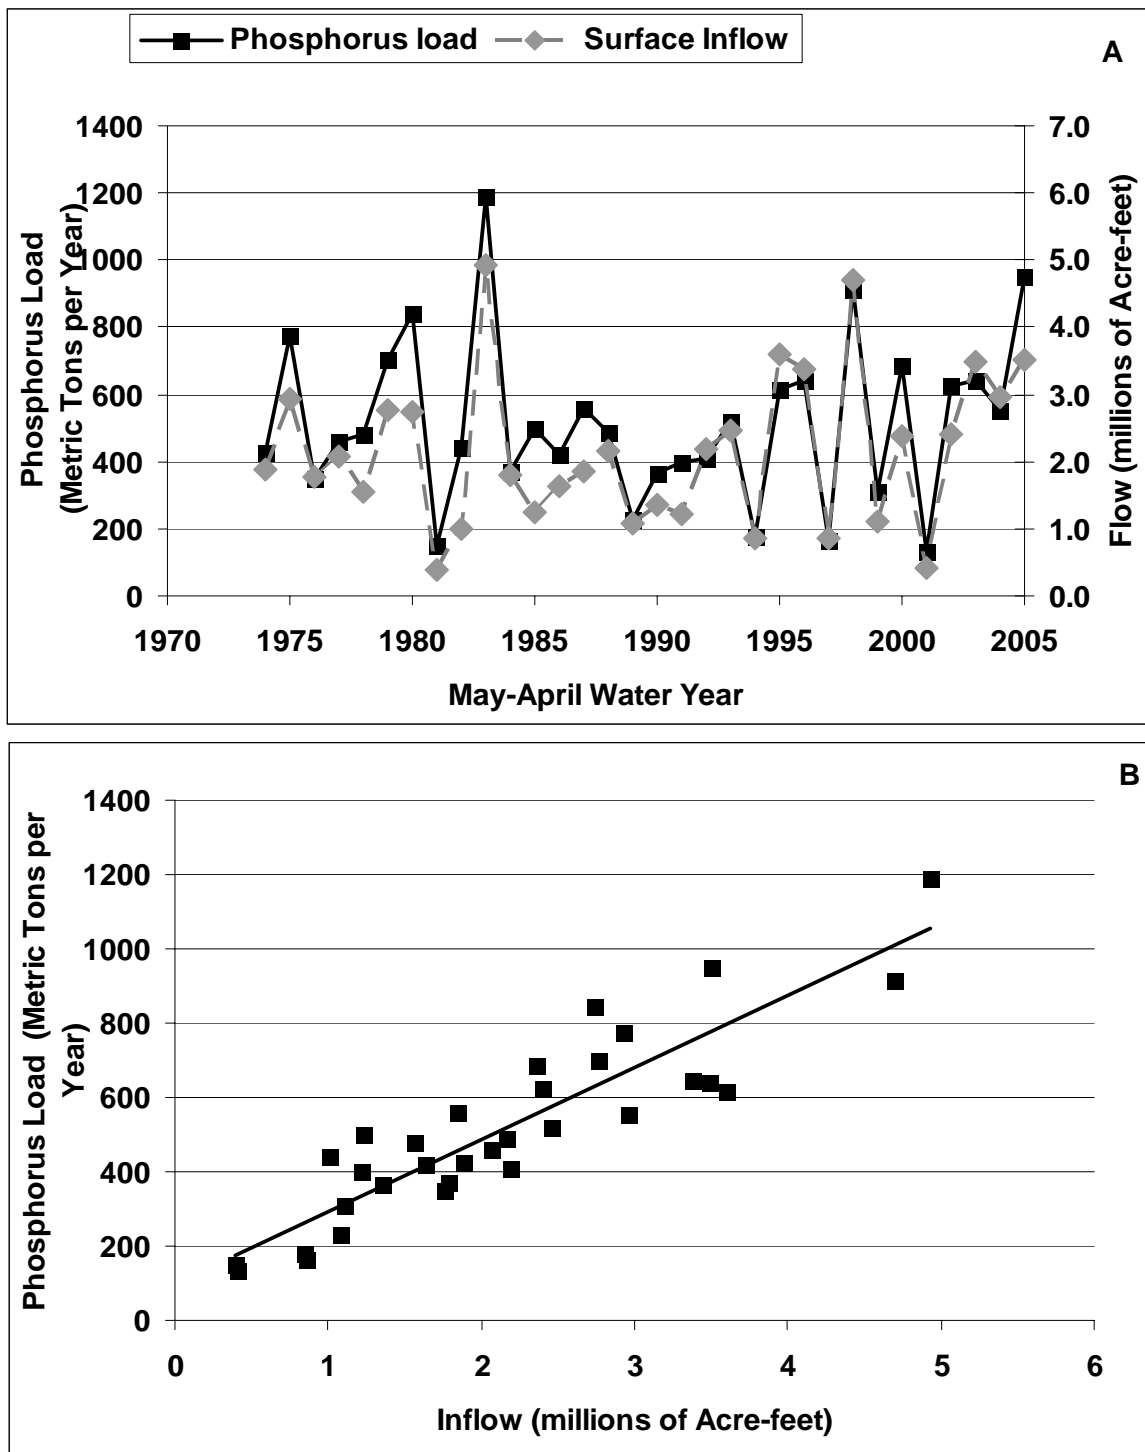 Phosphorus load Surface Inflow
A
Phosphorus Load
(Metric Tons per Year)
1400
1200
1000
800
600
400
200
0
7.0
6.0
5.0
4.0
3.0
2.0
1.0
0.0
Flow (millions of Acre-feet)
1970 1975 1980 1985 1990 1995 2000 2005
May-April Water Year
B
Phosphorus Load (Metric Tons per
Year)
1400
1200
1000
800
600
400
200
0
0 1 2 3 4 5 6
Inflow (millions of Acre-feet)